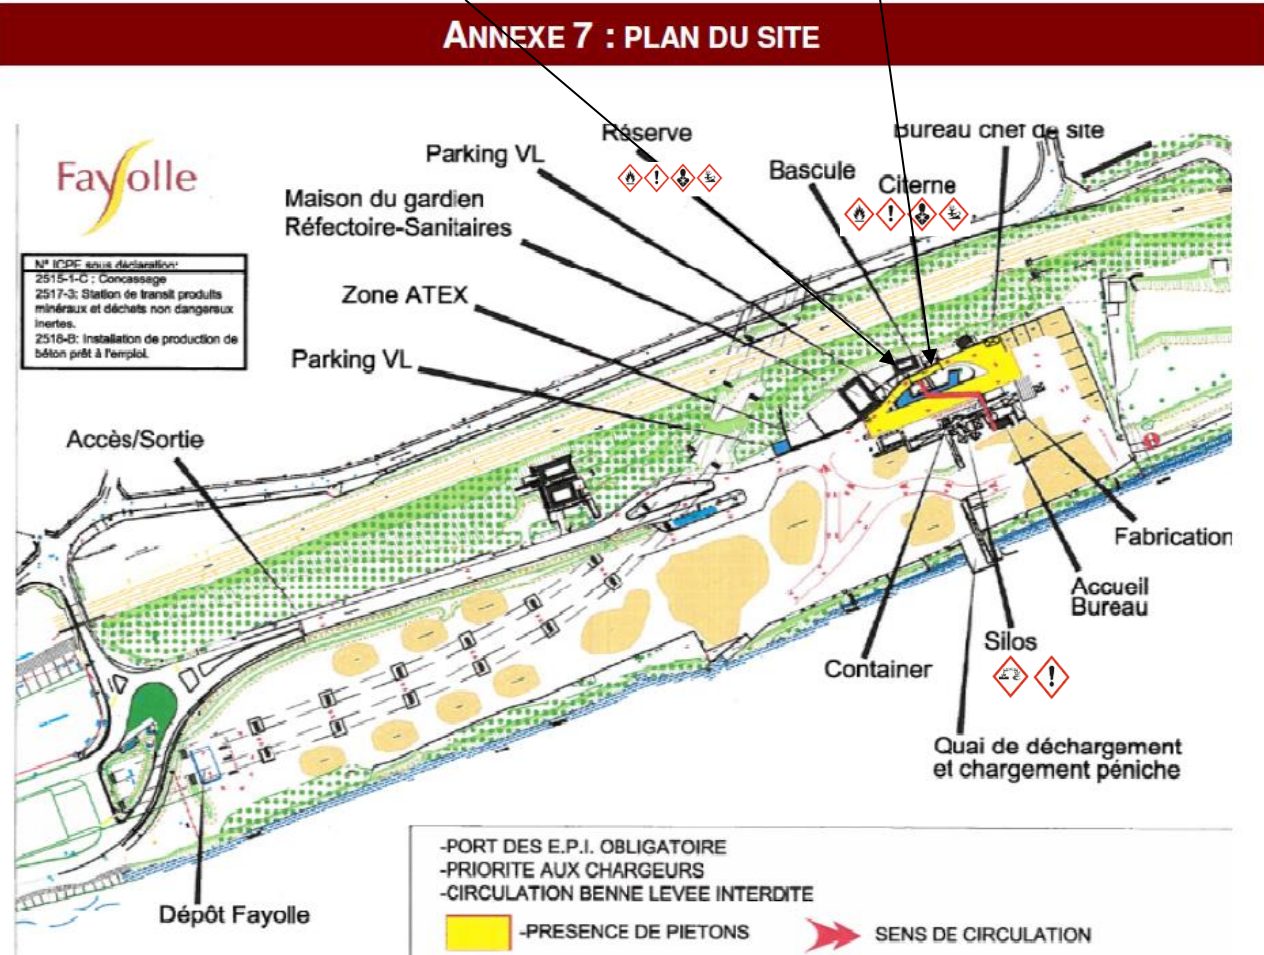 ANNEXE 7 : PLAN DU SITE
Fayolle
N° ICPE sous déclaration:
2515-1-C : Concassage
2517-3: Station de transit produits
minéraux et déchets non dangereux
inertes.
2518-B: Installation de production de
béton prêt à l'emploi.
Réserve
Bureau chef de site
Parking VL
Bascule
Citerne
Maison du gardien
Réfectoire-Sanitaires
Zone ATEX
Parking VL
Accès/Sortie
Fabrication
Accueil
Bureau
Silos
Container
Quai de déchargement
et chargement péniche
Dépôt Fayolle
-PORT DES E.P.I. OBLIGATOIRE
-PRIORITE AUX CHARGEURS
-CIRCULATION BENNE LEVEE INTERDITE
-PRESENCE DE PIETONS
SENS DE CIRCULATION